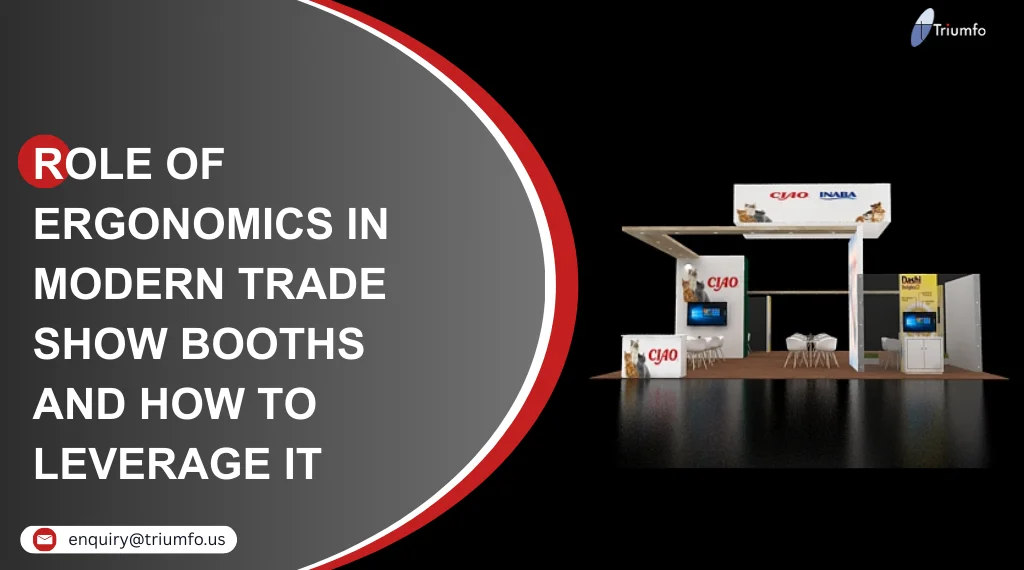 Triumfo
ROLE OF
ERGONOMICS IN
MODERN TRADE
SHOW BOOTHS
AND HOW TO
LEVERAGE IT
enquiry@triumfo.us
CIAO INABA
CIAO
CIAO
Dashi
Delights